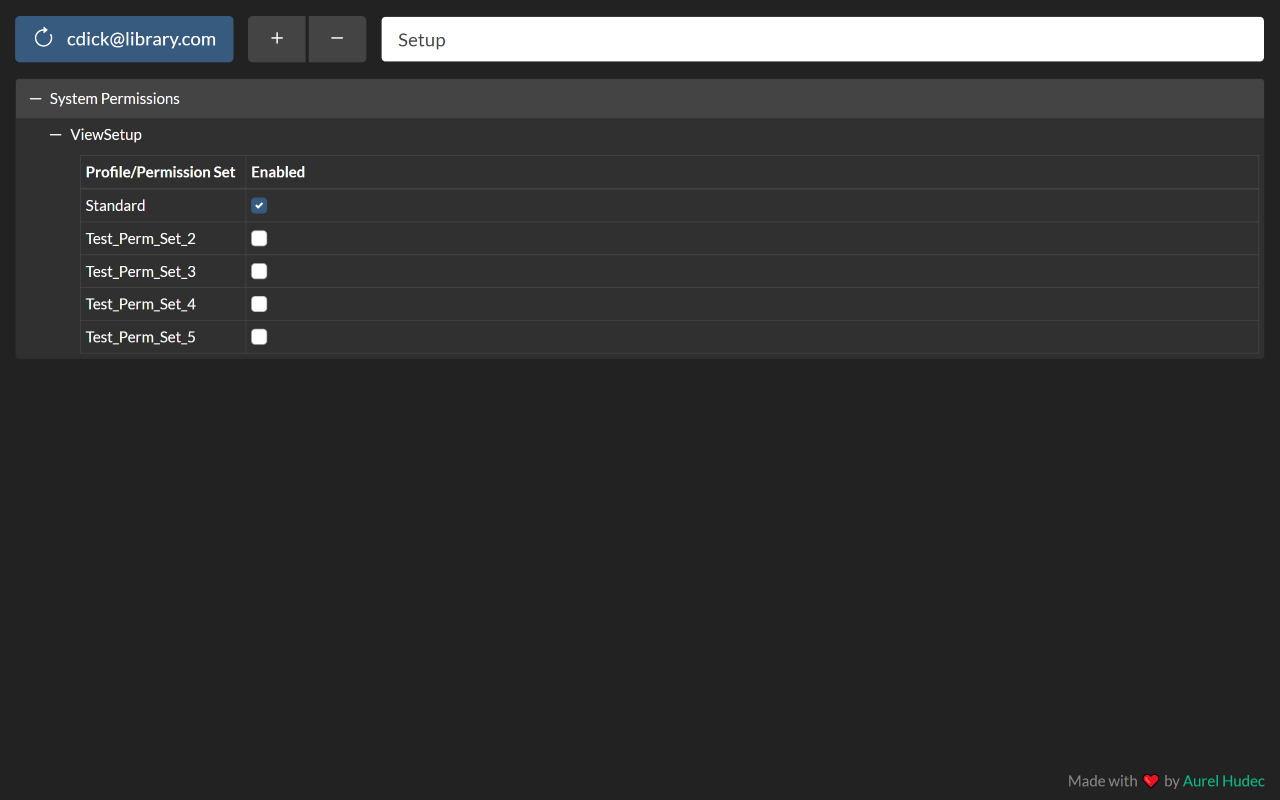 cdick@library.com + − Setup
System Permissions
ViewSetup
Profile/Permission Set Enabled
Standard
Test_Perm_Set_2
Test_Perm_Set_3
Test_Perm_Set_4
Test_Perm_Set_5
Made with ❤️ by Aurel Hudec